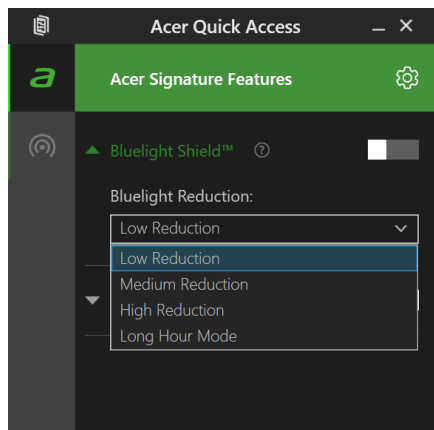 Acer Quick Access
Acer Signature Features
Bluelight Shield™
Bluelight Reduction:
Low Reduction
Low Reduction
Medium Reduction
High Reduction
Long Hour Mode